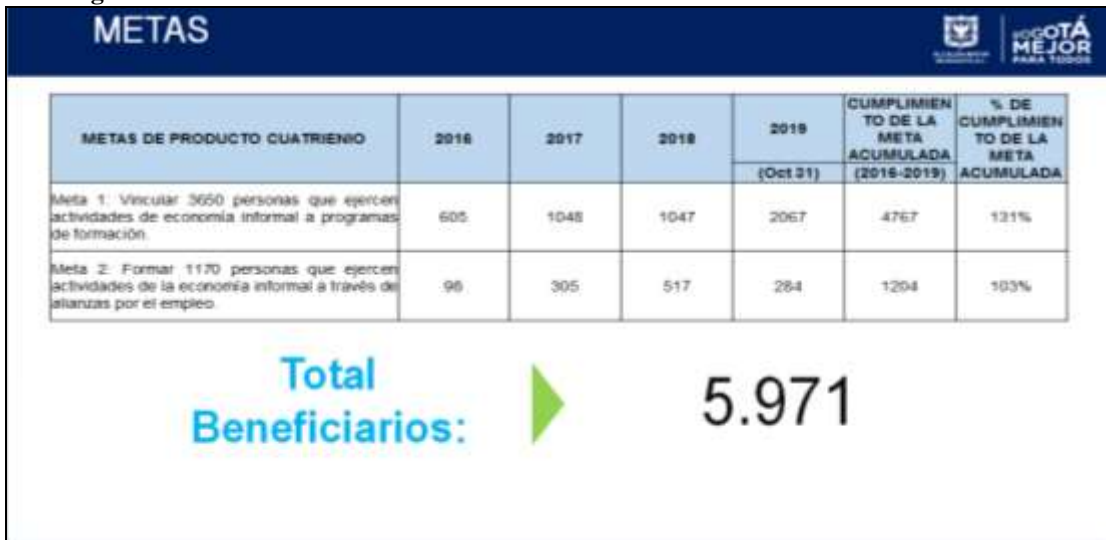 METAS
BOGOTÁ
MEJOR
PARA TODOS
METAS DE PRODUCTO CUATRIENIO
2016
2017
2018
2019
(Oct 31)
CUMPLIMIEN
TO DE LA
META
ACUMULADA
(2016-2019)
% DE
CUMPLIMIEN
TO DE LA
META
ACUMULADA
Meta 1: Vincular 3650 personas que ejercen
actividades de economía informal a programas
de formación.
605
1048
1047
2067
4767
131%
Meta 2: Formar 1170 personas que ejercen
actividades de la economía informal a través de
alianzas por el empleo.
98
305
517
284
1204
103%
Total
Beneficiarios:
5.971